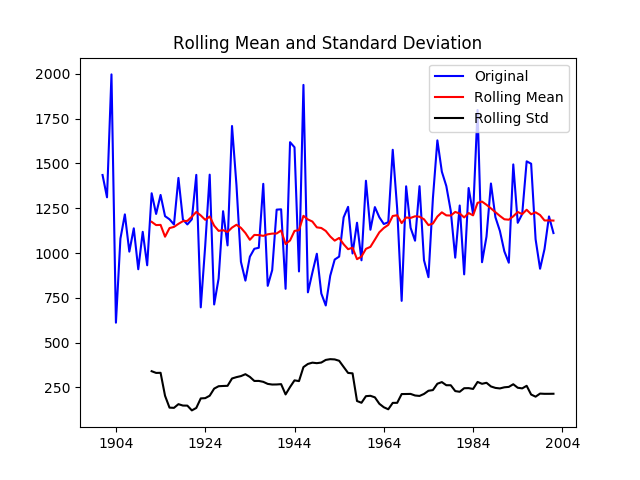 Rolling Mean and Standard Deviation
Original
Rolling Mean
Rolling Std
2000
1750
1500
1250
1000
750
500
250
1904 1924 1944 1964 1984 2004